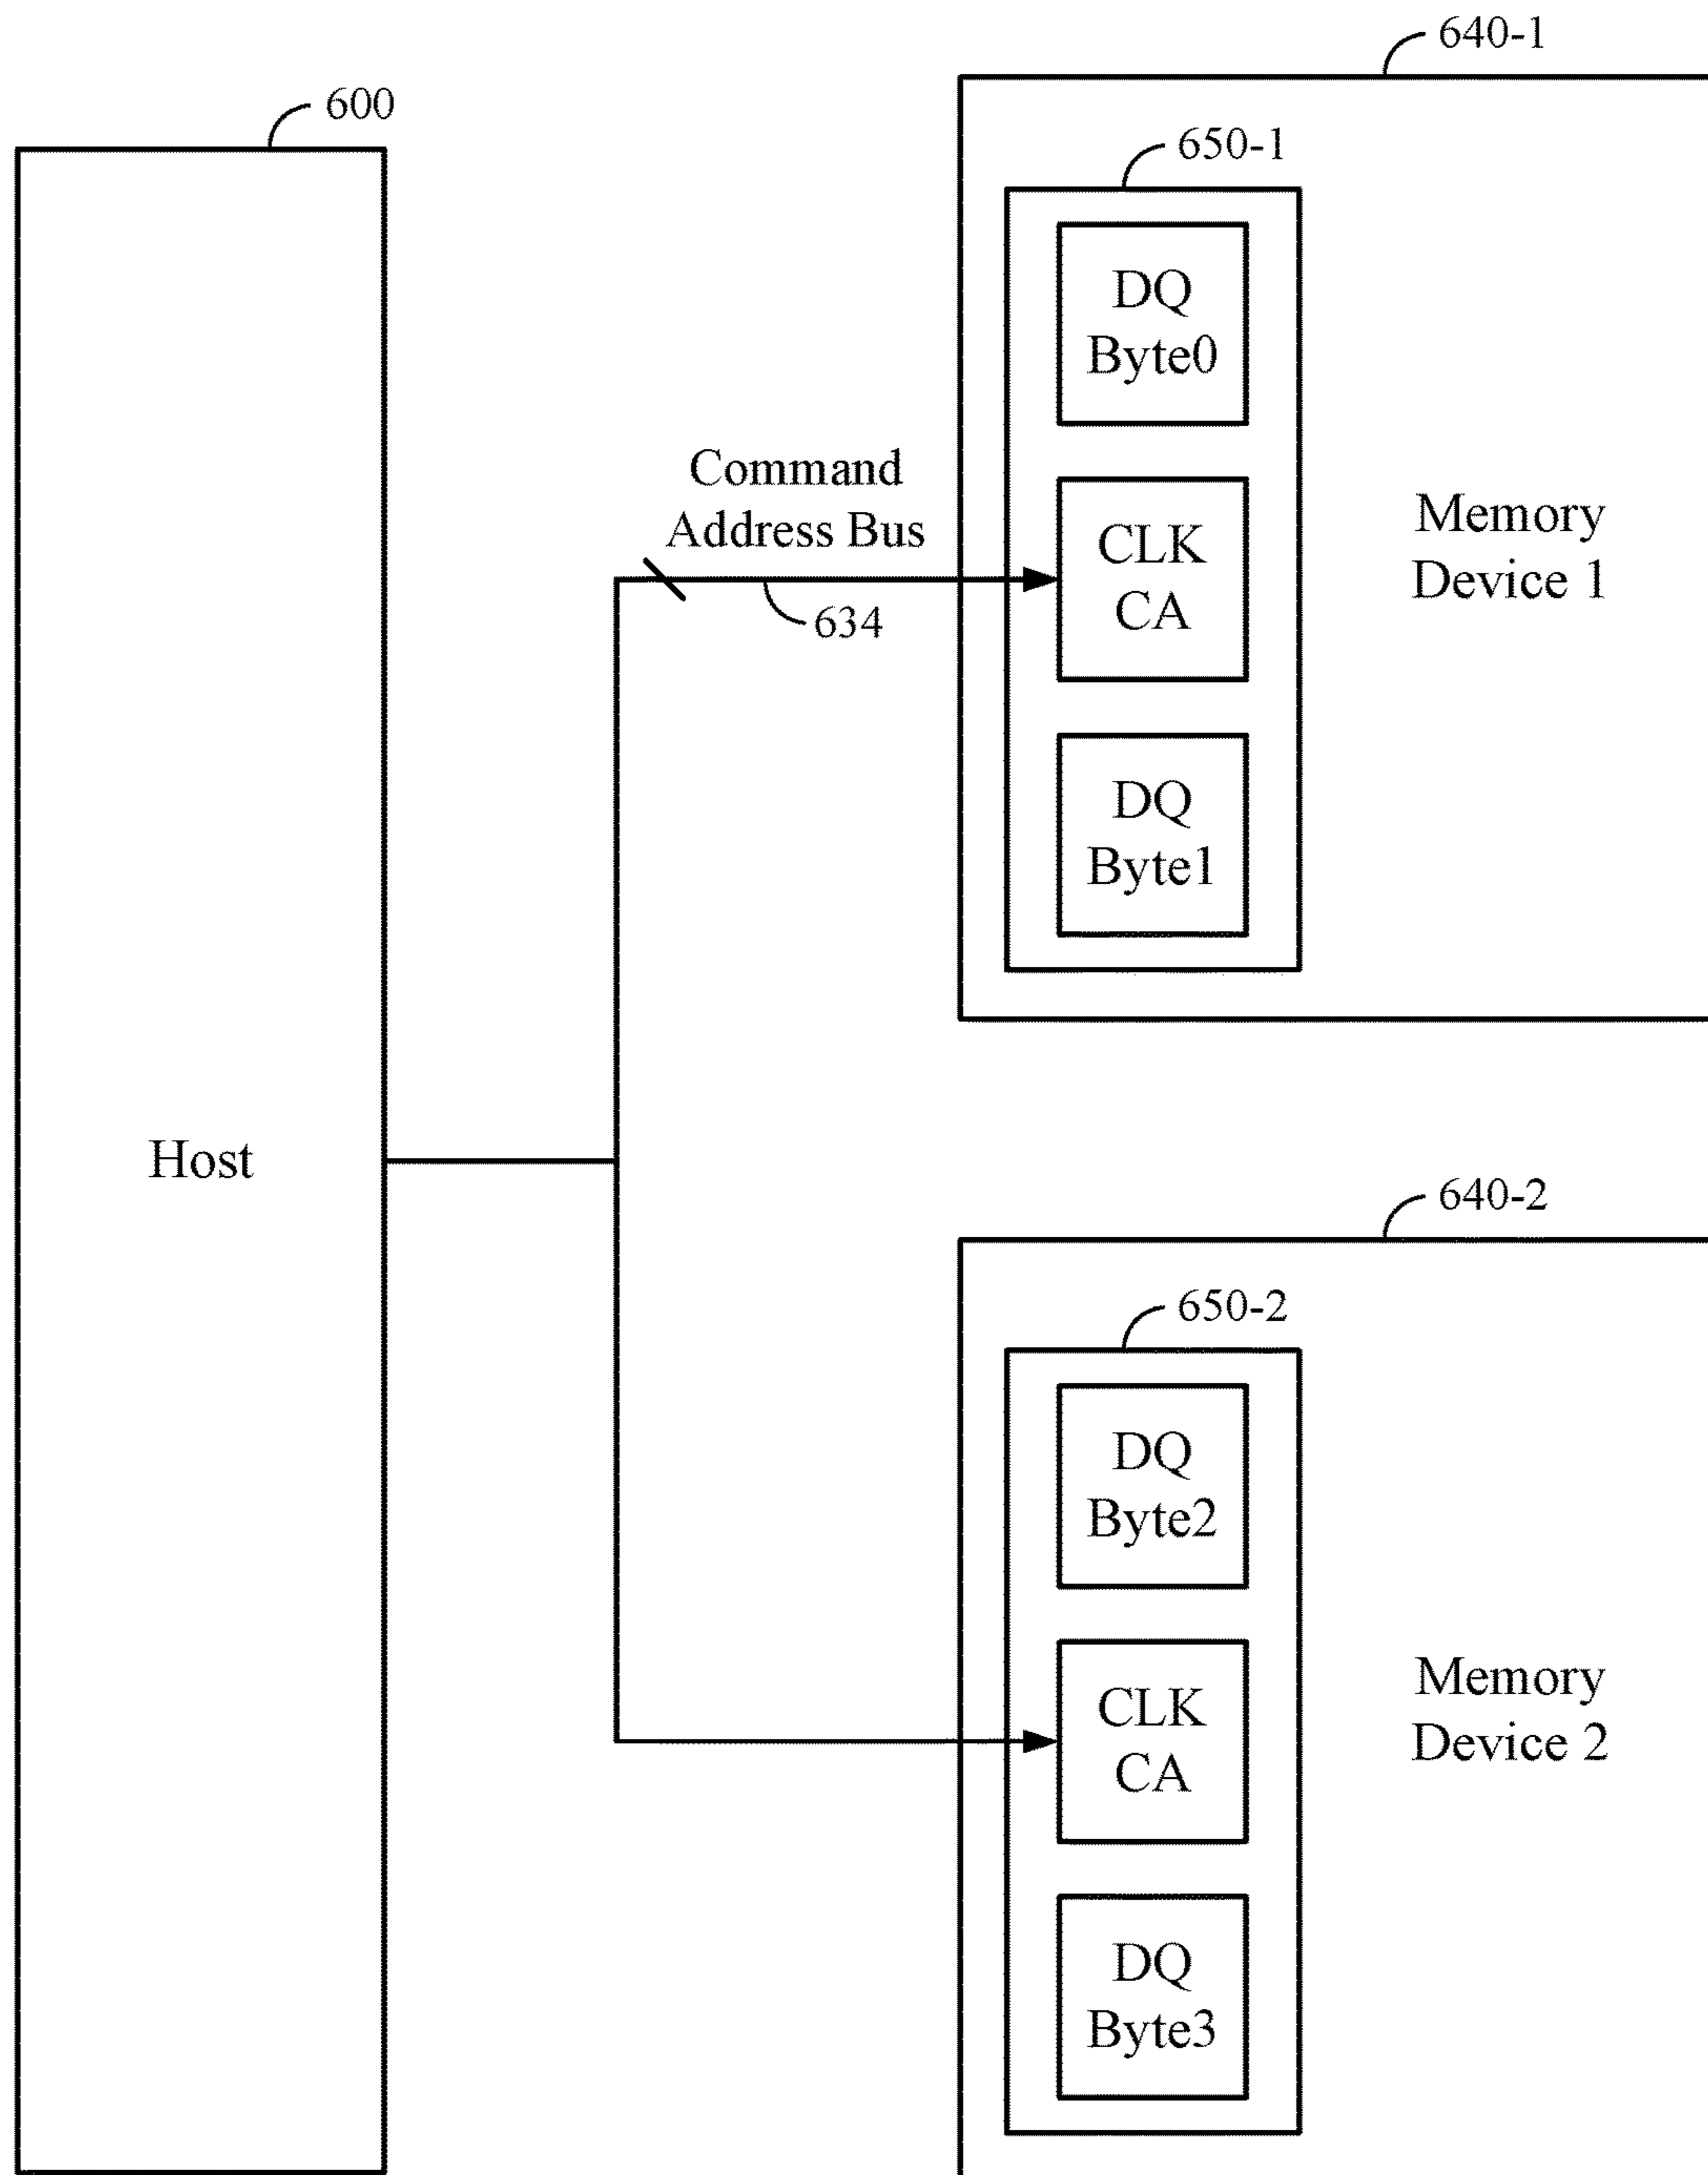 640-1
600
650-1
DQ
Byte0
Command
Address Bus
634
CLK
CA
Memory
Device 1
DQ
Byte1
Host
640-2
650-2
DQ
Byte2
CLK
CA
Memory
Device 2
DQ
Byte3